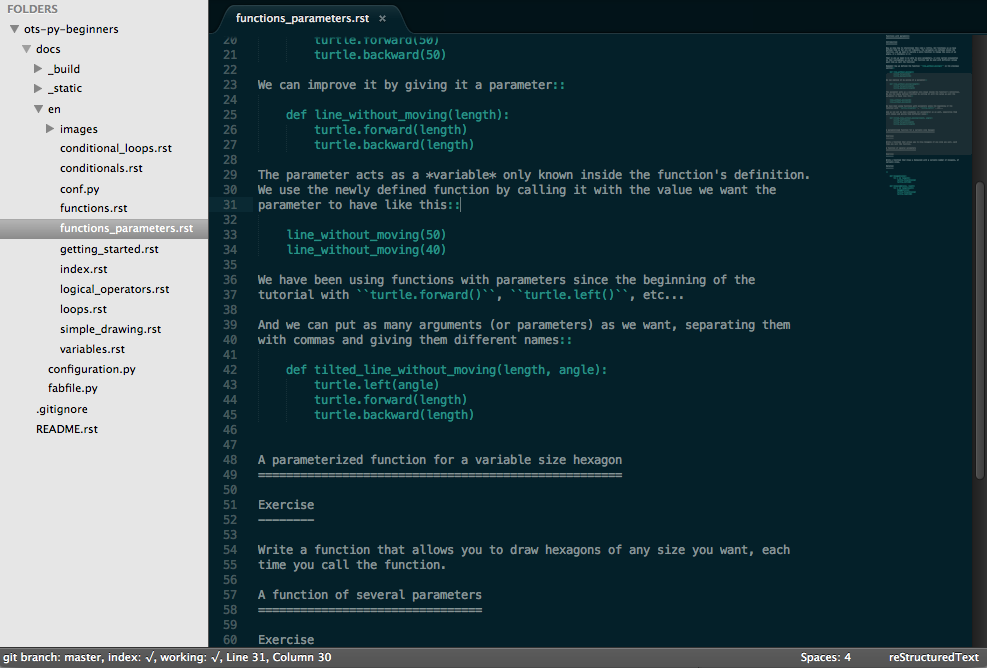 FOLDERS
ots-py-beginners
docs
_build
_static
en
images
conditional_loops.rst
conditionals.rst
conf.py
functions.rst
functions_parameters.rst
getting_started.rst
index.rst
logical_operators.rst
loops.rst
simple_drawing.rst
variables.rst
configuration.py
fabfile.py
.gitignore
README.rst
functions_parameters.rst ×
20         turtle.forward(50)
21         turtle.backward(50)
22
23 We can improve it by giving it a parameter::
24
25     def line_without_moving(length):
26         turtle.forward(length)
27         turtle.backward(length)
28
29 The parameter acts as a *variable* only known inside the function's definition.
30 We use the newly defined function by calling it with the value we want the
31 parameter to have like this::
32
33     line_without_moving(50)
34     line_without_moving(40)
35
36 We have been using functions with parameters since the beginning of the
37 tutorial with ``turtle.forward()``, ``turtle.left()``, etc...
38
39 And we can put as many arguments (or parameters) as we want, separating them
40 with commas and giving them different names::
41
42     def tilted_line_without_moving(length, angle):
43         turtle.left(angle)
44         turtle.forward(length)
45         turtle.backward(length)
46
47
48 A parameterized function for a variable size hexagon
49 ====================================================
50
51 Exercise
52 --------
53
54 Write a function that allows you to draw hexagons of any size you want, each
55 time you call the function.
56
57 A function of several parameters
58 ================================
59
60 Exercise
git branch: master, index: √, working: √, Line 31, Column 30
Spaces: 4
reStructuredText